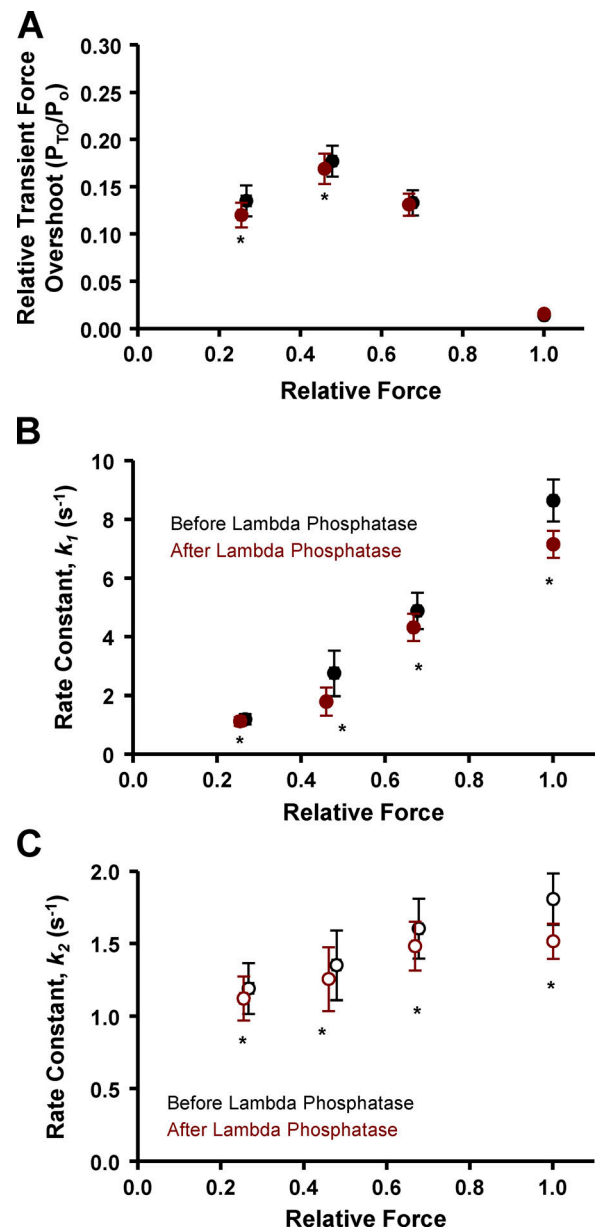 A
Relative Transient Force
Overshoot (P_TO/P_o)
0.30
0.25
0.20
0.15
0.10
0.05
0.00
* *
0.0 0.2 0.4 0.6 0.8 1.0
Relative Force
B
Rate Constant, k_1 (s^-1)
10
8
6
4
2
0
Before Lambda Phosphatase
After Lambda Phosphatase
* * * *
0.0 0.2 0.4 0.6 0.8 1.0
Relative Force
C
Rate Constant, k_2 (s^-1)
2.0
1.5
1.0
0.5
0.0
* * * *
Before Lambda Phosphatase
After Lambda Phosphatase
0.0 0.2 0.4 0.6 0.8 1.0
Relative Force